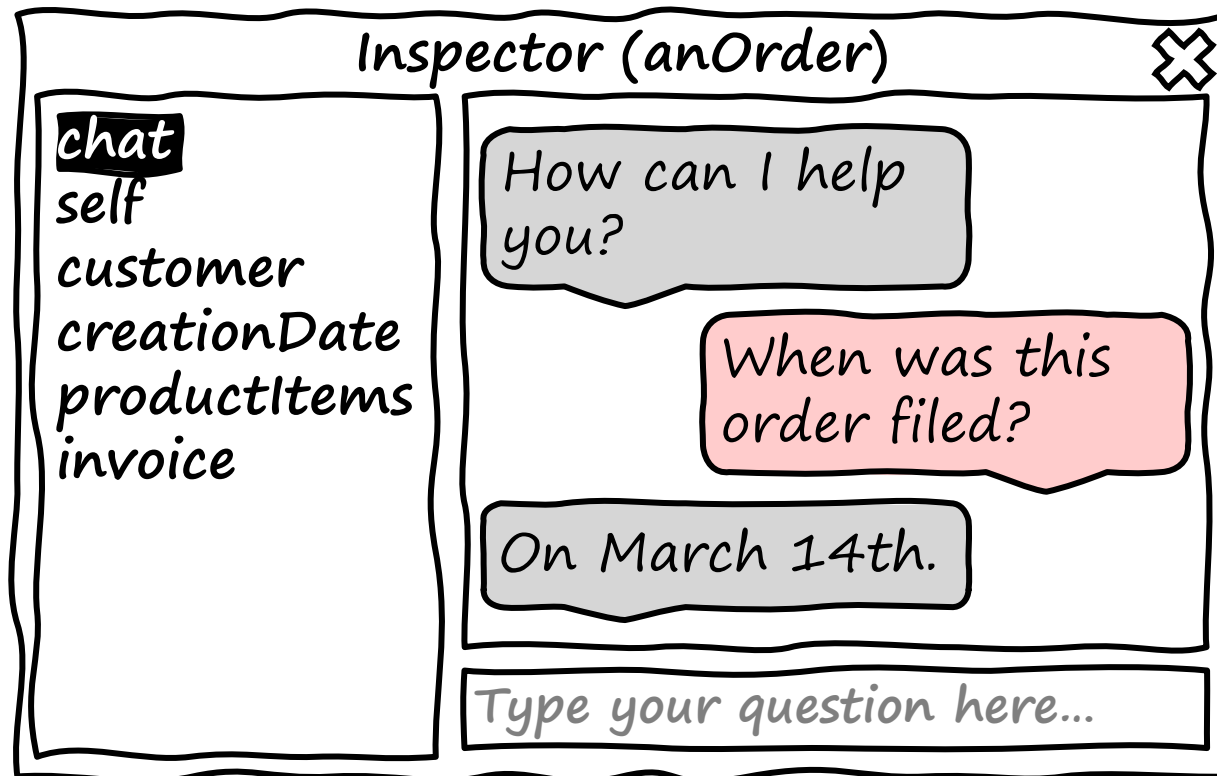 Inspector (anOrder)
chat
self
customer
creationDate
productItems
invoice
How can I help
you?
When was this
order filed?
On March 14th.
Type your question here...